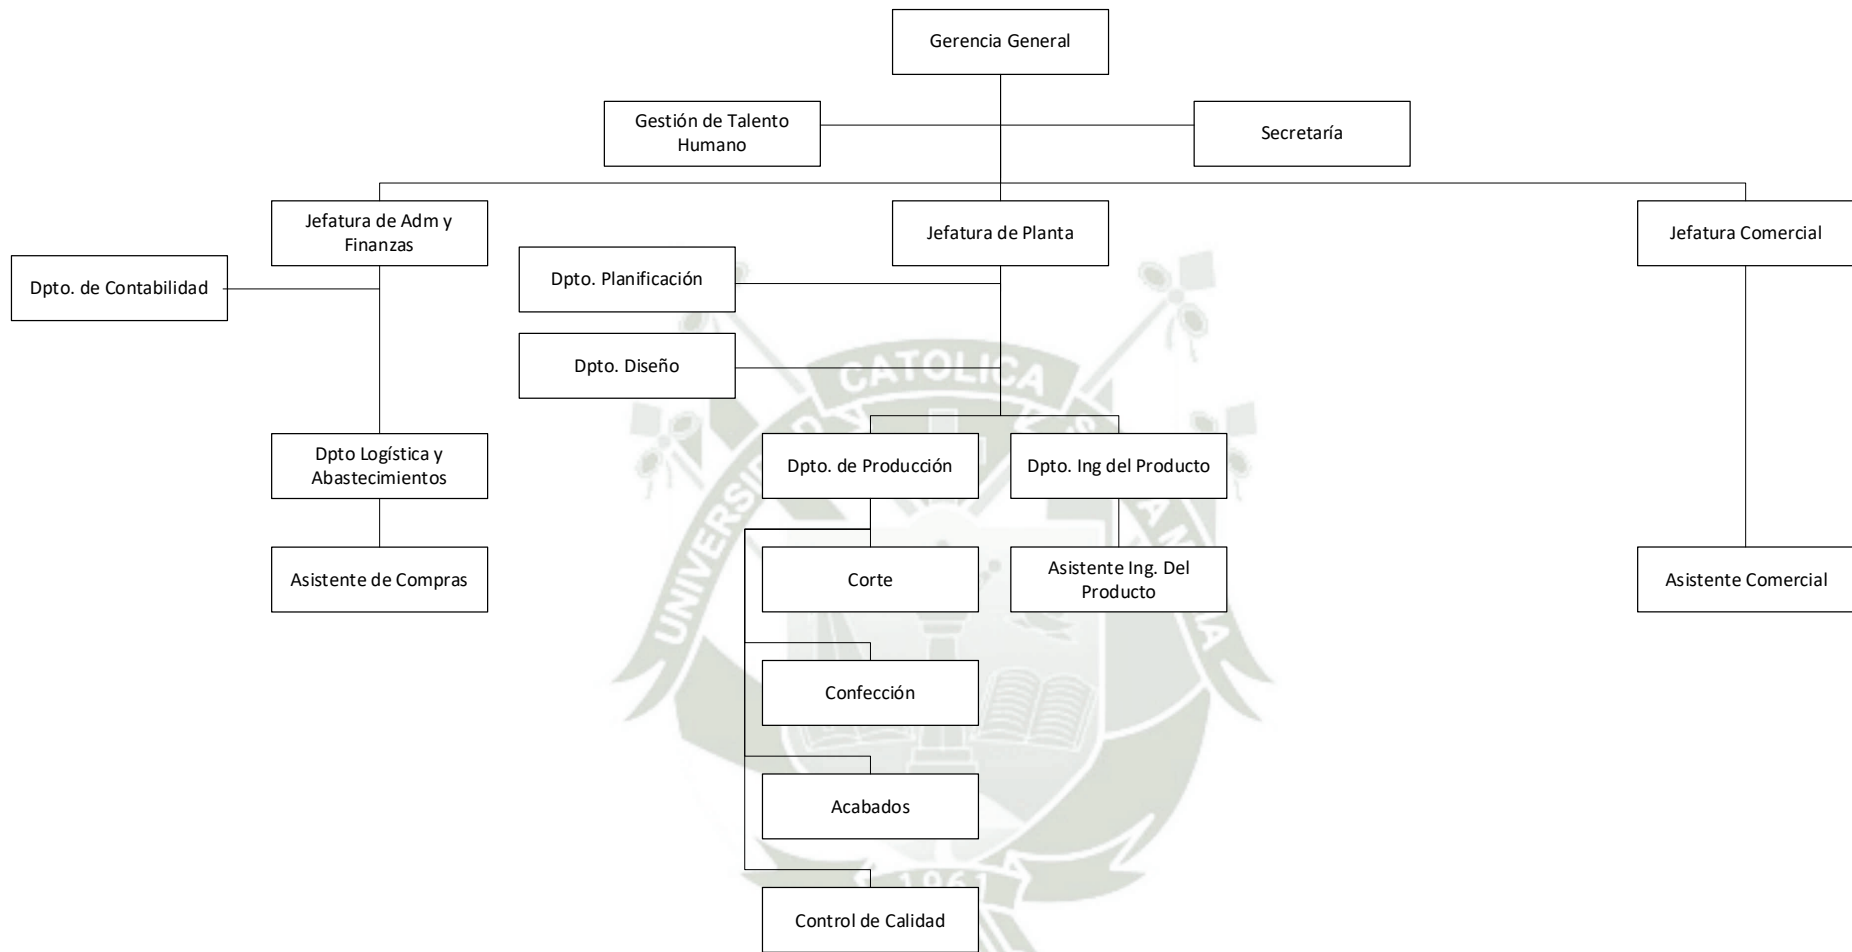 Gerencia General
Gestión de Talento
Humano
Secretaría
Jefatura de Adm y
Finanzas
Jefatura de Planta
Jefatura Comercial
Dpto. de Contabilidad
Dpto. Planificación
Dpto. Diseño
Dpto Logística y
Abastecimientos
Dpto. de Producción
Dpto. Ing del Producto
Asistente de Compras
Corte
Asistente Ing. Del
Producto
Asistente Comercial
Confección
Acabados
Control de Calidad
CATOLICA
1961